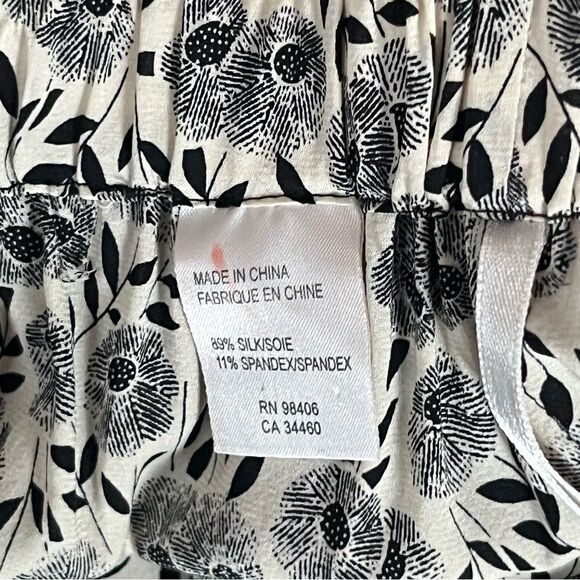 MADE IN CHINA
FABRIQUE EN CHINE
89% SILK/SOIE
11% SPANDEX/SPANDEX
RN 98406
CA 34460